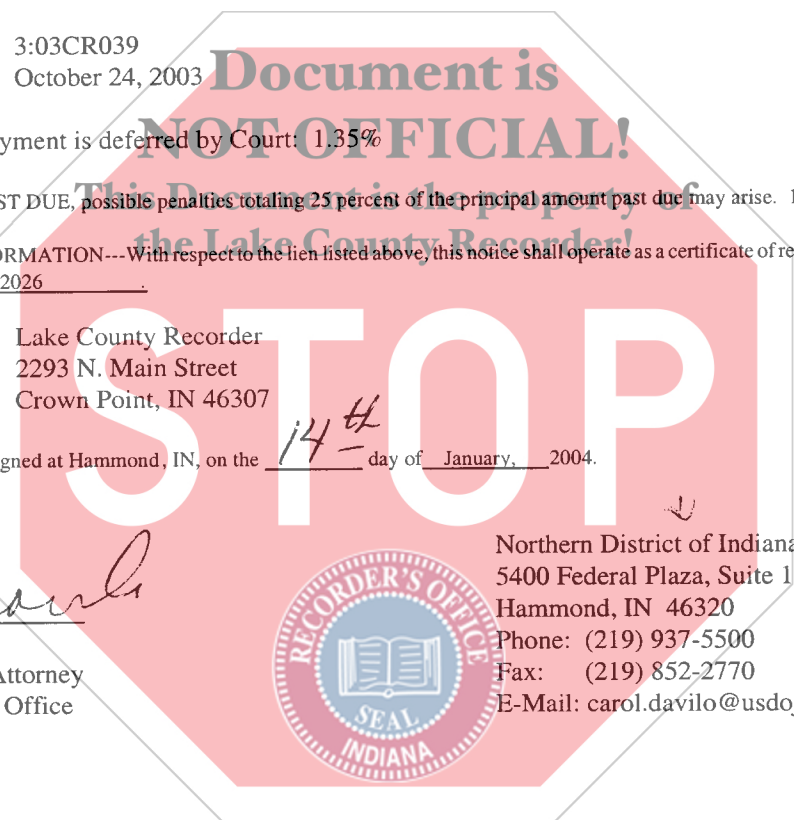 3:03CR039
October 24, 2003
Document is
NOT OFFICIAL!
yment is deferred by Court: 1.35%
This Document is the property of
ST DUE, possible penalties totaling 25 percent of the principal amount past due may arise. I
the Lake County Recorder!
ORMATION---With respect to the lien listed above, this notice shall operate as a certificate of re
2026 .
Lake County Recorder
2293 N. Main Street
Crown Point, IN 46307
STOP
gned at Hammond, IN, on the 14th day of January, 2004.
Northern District of Indiana
5400 Federal Plaza, Suite 1
Hammond, IN 46320
Phone: (219) 937-5500
Fax: (219) 852-2770
E-Mail: carol.davilo@usdoj
Attorney
Office
RECORDER'S OFFICE
SEAL
INDIANA